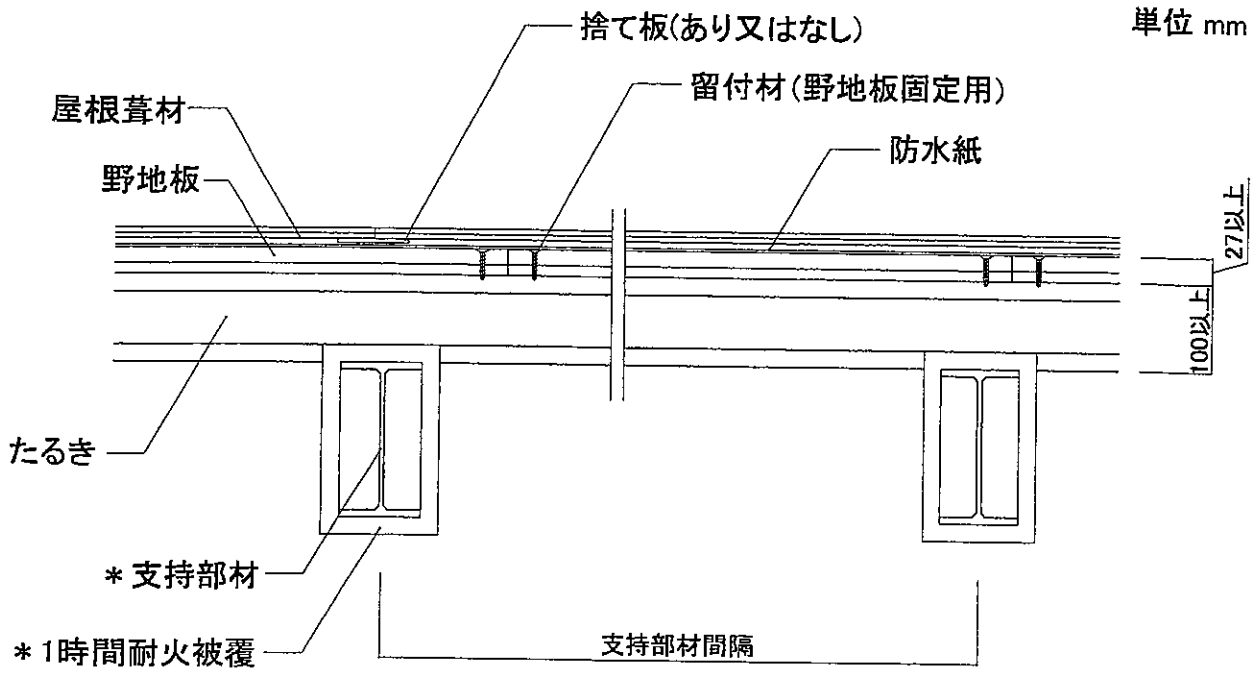 単位 mm
捨て板(あり又はなし)
留付材(野地板固定用)
屋根葺材
防水紙
野地板
27以上
100以上
たるき
*支持部材
*1時間耐火被覆
支持部材間隔